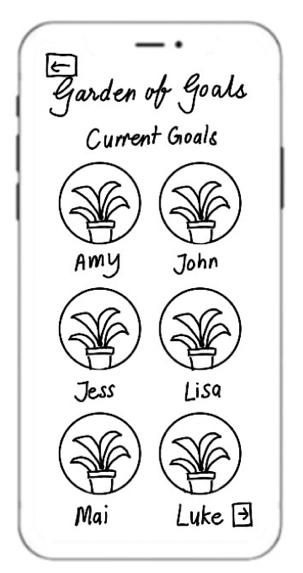 Garden of Goals
Current Goals
Amy John
Jess Lisa
Mai Luke